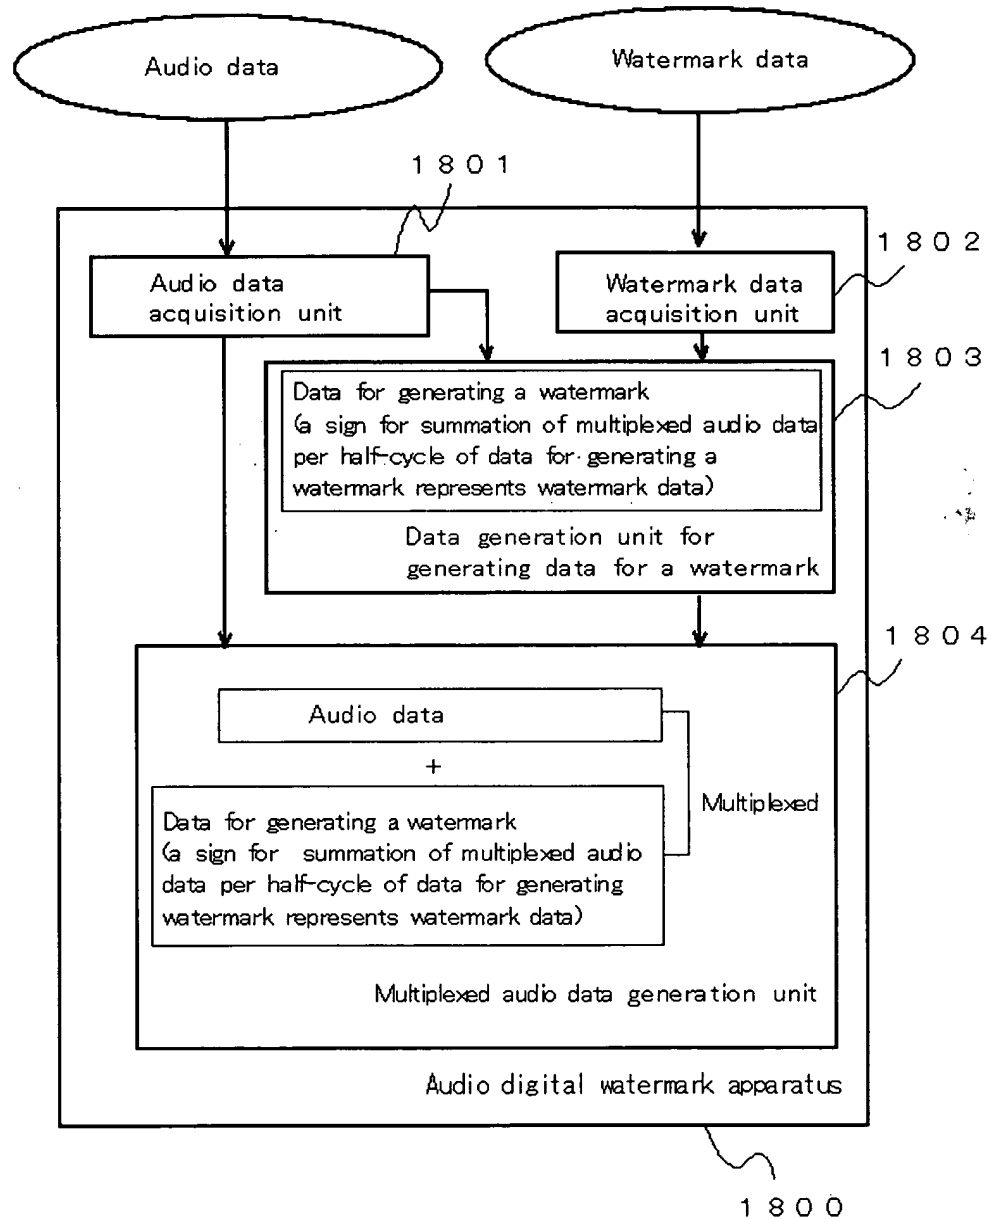 Audio data
Watermark data
1801
1802
Audio data
acquisition unit
Watermark data
acquisition unit
1803
Data for generating a watermark
(a sign for summation of multiplexed audio data
per half-cycle of data for generating a
watermark represents watermark data)
Data generation unit for
generating data for a watermark
1804
Audio data
+
Multiplexed
Data for generating a watermark
(a sign for summation of multiplexed audio
data per half-cycle of data for generating
watermark represents watermark data)
Multiplexed audio data generation unit
Audio digital watermark apparatus
1800